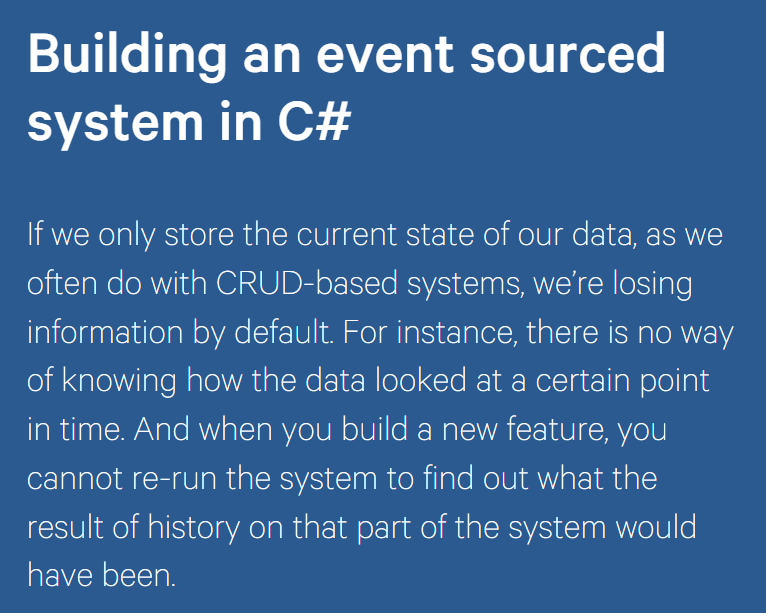 Building an event sourced
system in C#
If we only store the current state of our data, as we
often do with CRUD-based systems, we’re losing
information by default. For instance, there is no way
of knowing how the data looked at a certain point
in time. And when you build a new feature, you
cannot re-run the system to find out what the
result of history on that part of the system would
have been.